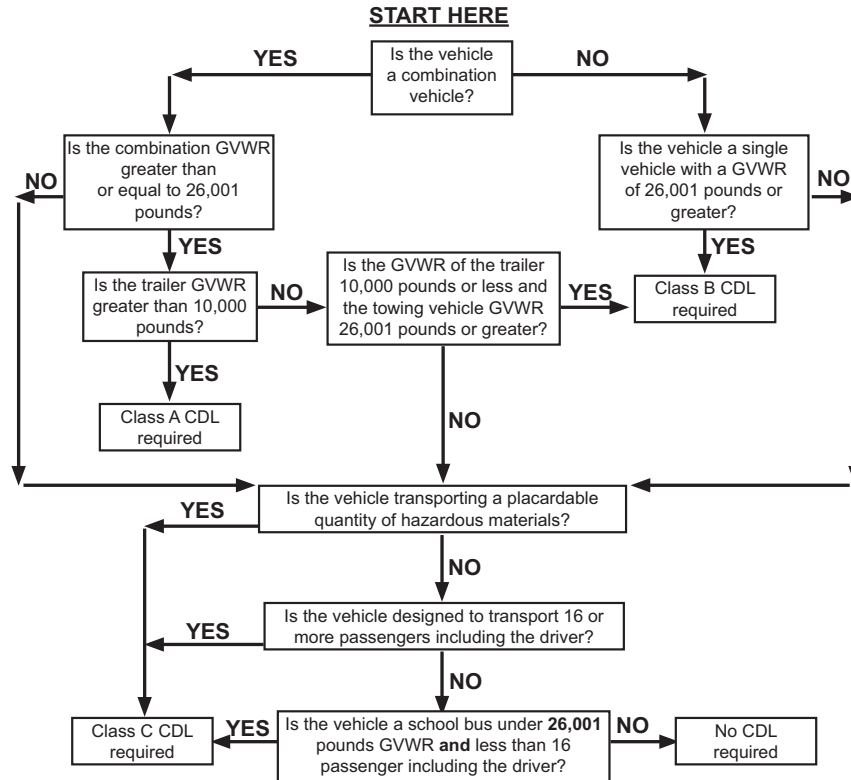 START HERE
Is the vehicle
a combination
vehicle?
YES
NO
Is the combination GVWR
greater than
or equal to 26,001
pounds?
Is the vehicle a single
vehicle with a GVWR
of 26,001 pounds or
greater?
NO
NO
YES
YES
Is the trailer GVWR
greater than 10,000
pounds?
NO
Is the GVWR of the trailer
10,000 pounds or less and
the towing vehicle GVWR
26,001 pounds or greater?
YES
Class B CDL
required
YES
Class A CDL
required
NO
Is the vehicle transporting a placardable
quantity of hazardous materials?
YES
NO
Is the vehicle designed to transport 16 or
more passengers including the driver?
YES
NO
Class C CDL
required
YES
Is the vehicle a school bus under 26,001
pounds GVWR and less than 16
passenger including the driver?
NO
No CDL
required